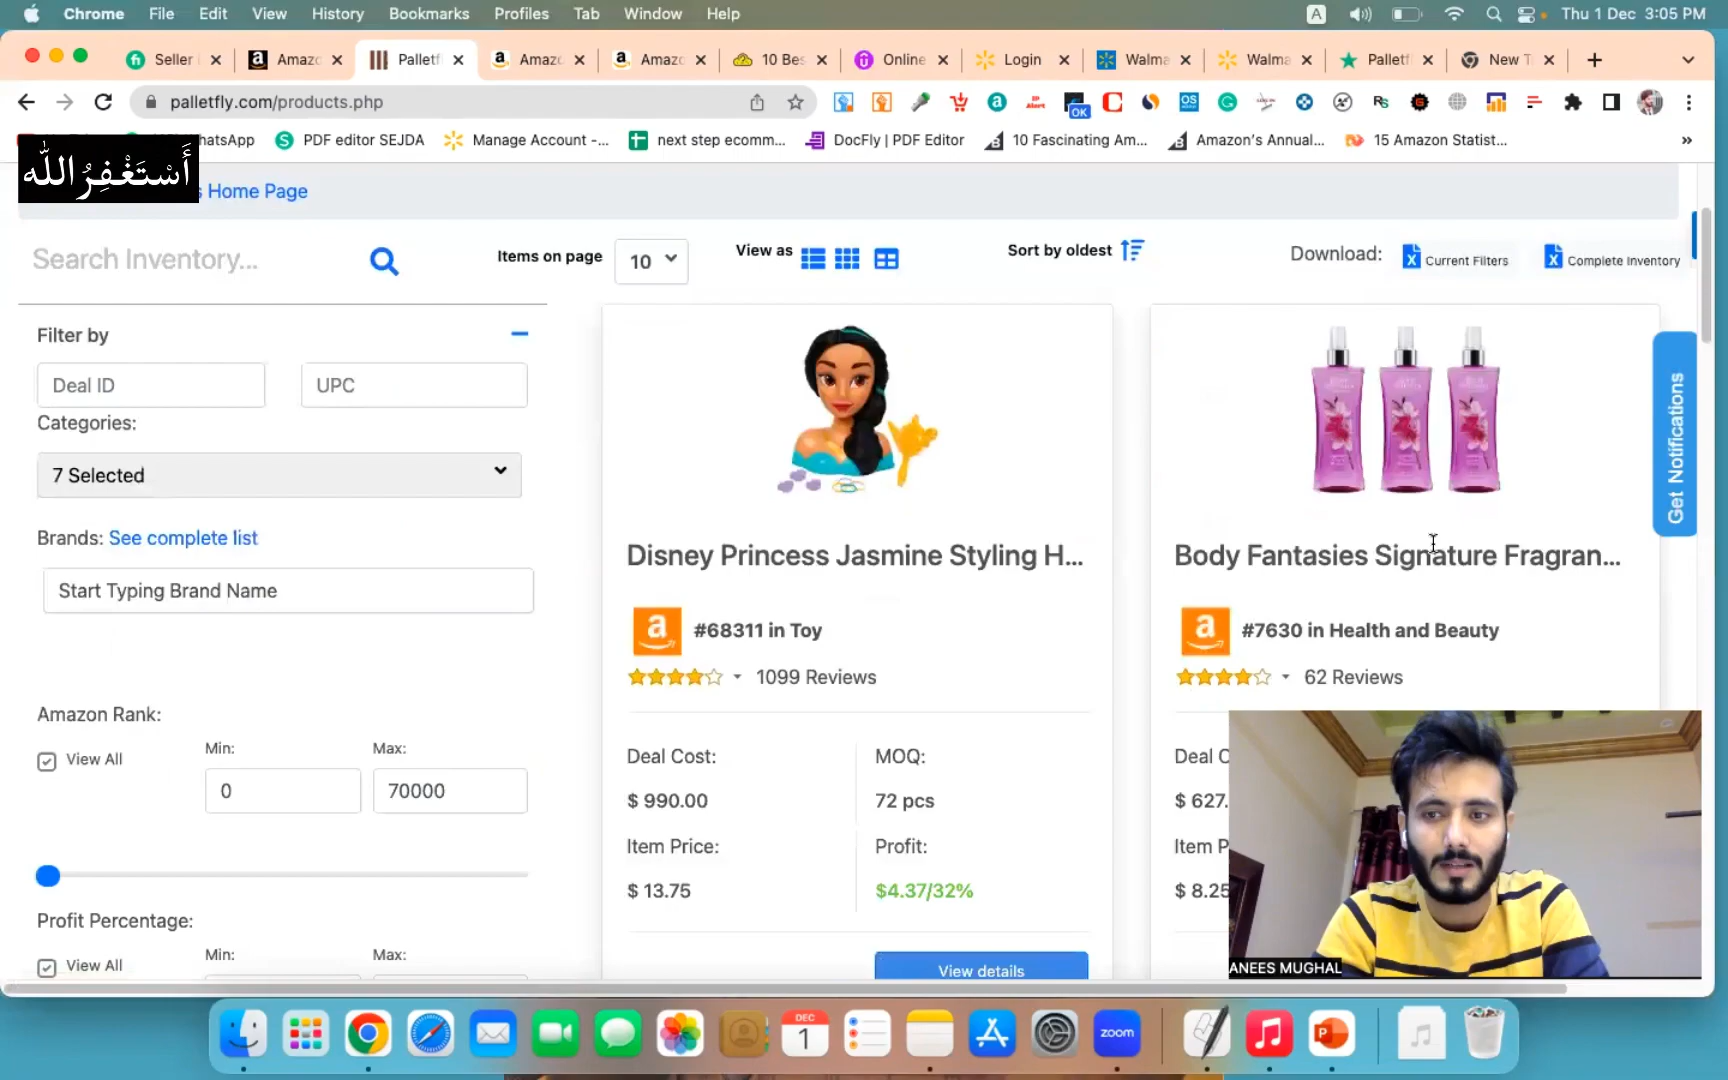 Chrome File Edit View History Bookmarks Profiles Tab Window Help
A Thu 1 Dec 3:05 PM
Seller Amazo Palletf Amazo Amazo 10 Bes Online Login Walma Walma Palletf New T
palletfly.com/products.php
OS OK
hatsApp PDF editor SEJDA Manage Account -... next step ecomm... DocFly | PDF Editor 10 Fascinating Am... Amazon's Annual... 15 Amazon Statist... »
أَسْتَغْفِرُ اللّٰه
s Home Page
Search Inventory...
Items on page 10
View as
Sort by oldest
Download: Current Filters Complete Inventory
Filter by
Deal ID UPC
Categories:
7 Selected
Brands: See complete list
Start Typing Brand Name
Amazon Rank:
View All
Min: Max:
0 70000
Profit Percentage:
View All
Min: Max:
Disney Princess Jasmine Styling H...
#68311 in Toy
1099 Reviews
Deal Cost: MOQ:
$ 990.00 72 pcs
Item Price: Profit:
$ 13.75 $4.37/32%
View details
Body Fantasies Signature Fragran...
#7630 in Health and Beauty
62 Reviews
Deal C
$ 627.
Item P
$ 8.25
Get Notifications
ANEES MUGHAL
DEC
1
zoom